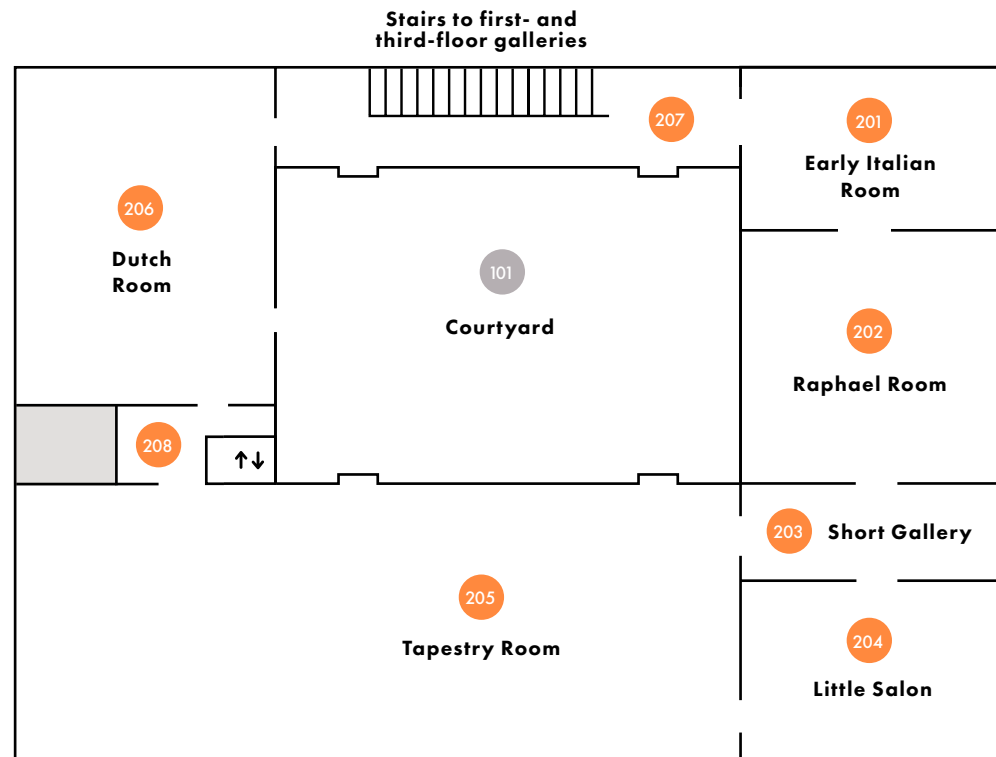 Stairs to first- and
third-floor galleries
207
201
Early Italian
Room
206
Dutch
Room
101
Courtyard
202
Raphael Room
208
↑↓
203 Short Gallery
205
Tapestry Room
204
Little Salon